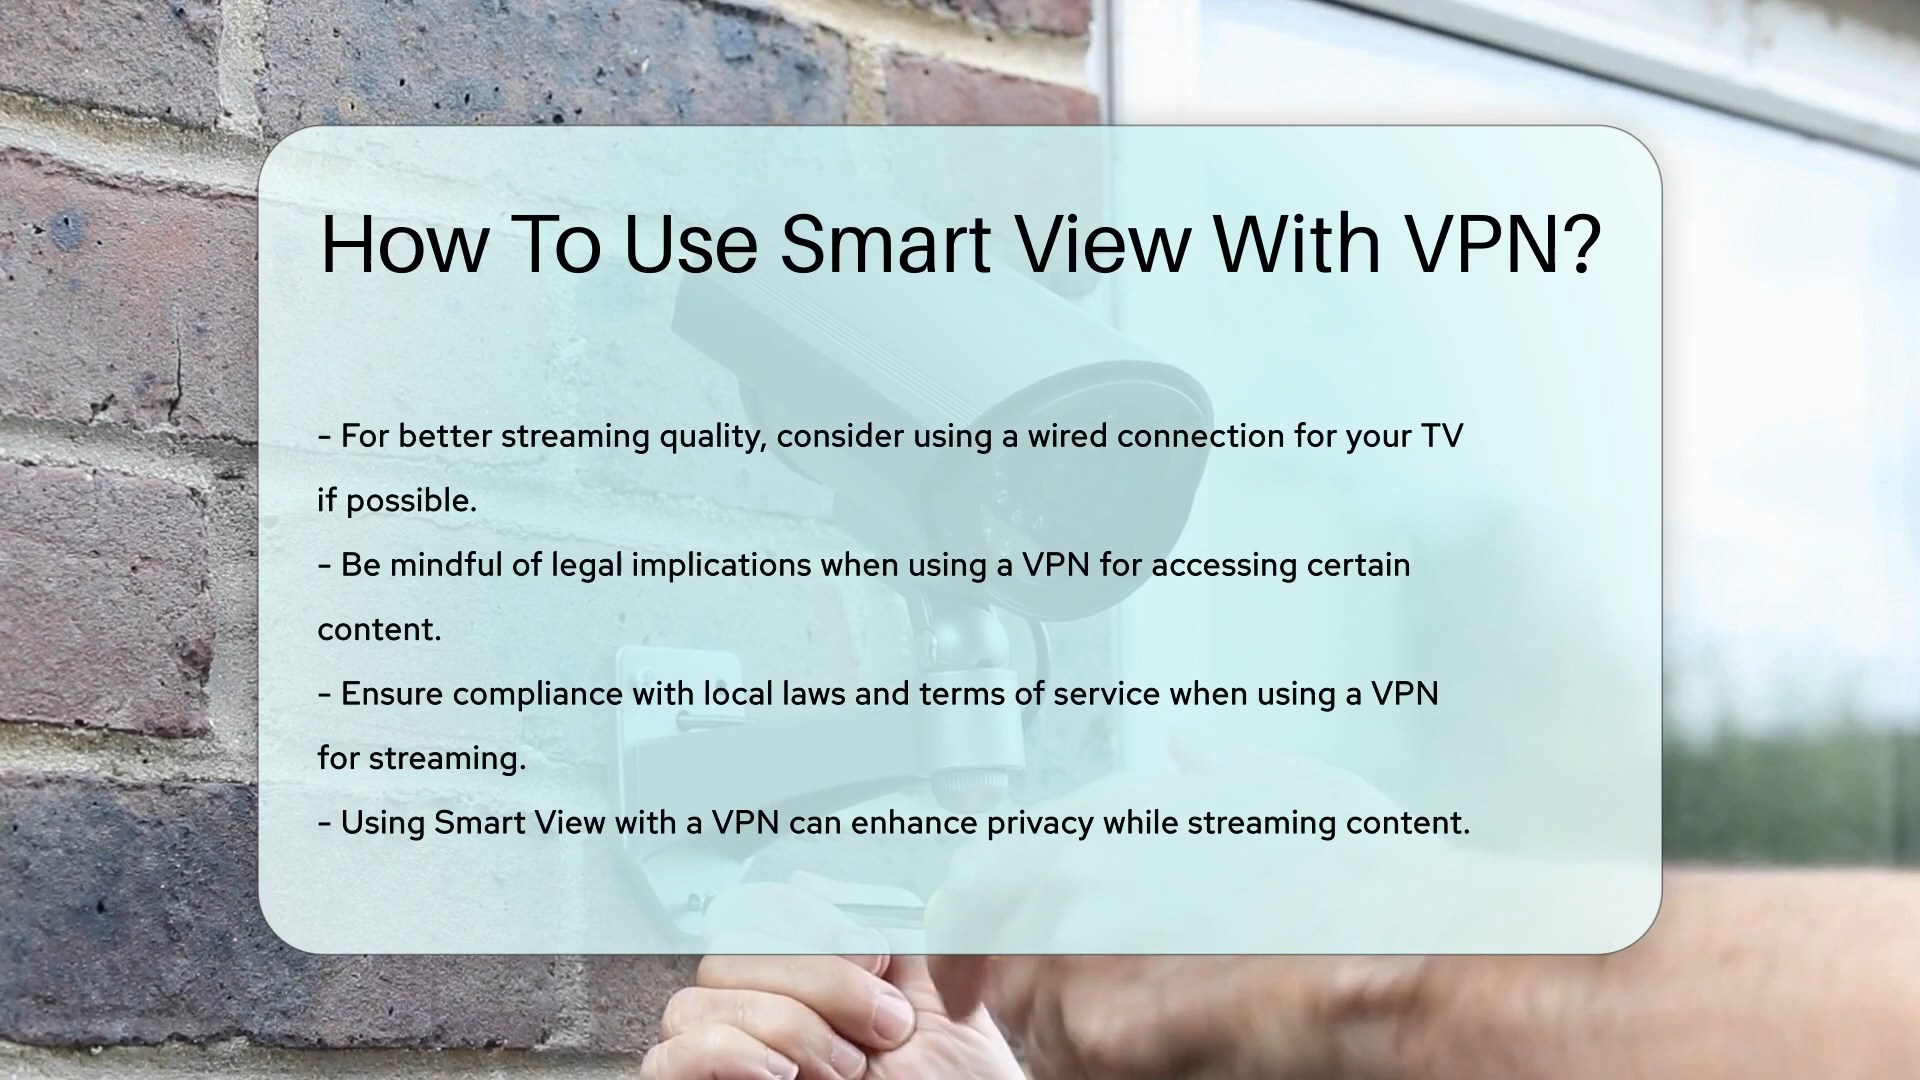 How To Use Smart View With VPN?
- For better streaming quality, consider using a wired connection for your TV
if possible.
- Be mindful of legal implications when using a VPN for accessing certain
content.
- Ensure compliance with local laws and terms of service when using a VPN
for streaming.
- Using Smart View with a VPN can enhance privacy while streaming content.